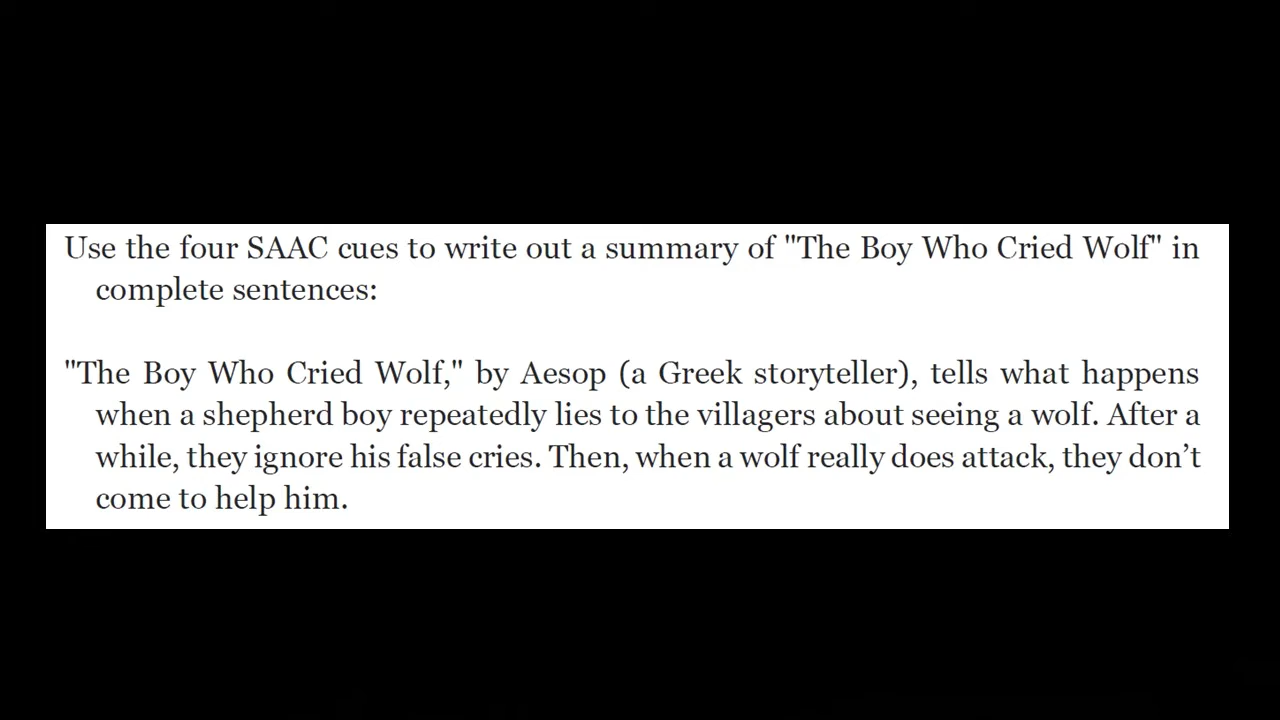 Use the four SAAC cues to write out a summary of "The Boy Who Cried Wolf" in
complete sentences:
"The Boy Who Cried Wolf," by Aesop (a Greek storyteller), tells what happens
when a shepherd boy repeatedly lies to the villagers about seeing a wolf. After a
while, they ignore his false cries. Then, when a wolf really does attack, they don’t
come to help him.